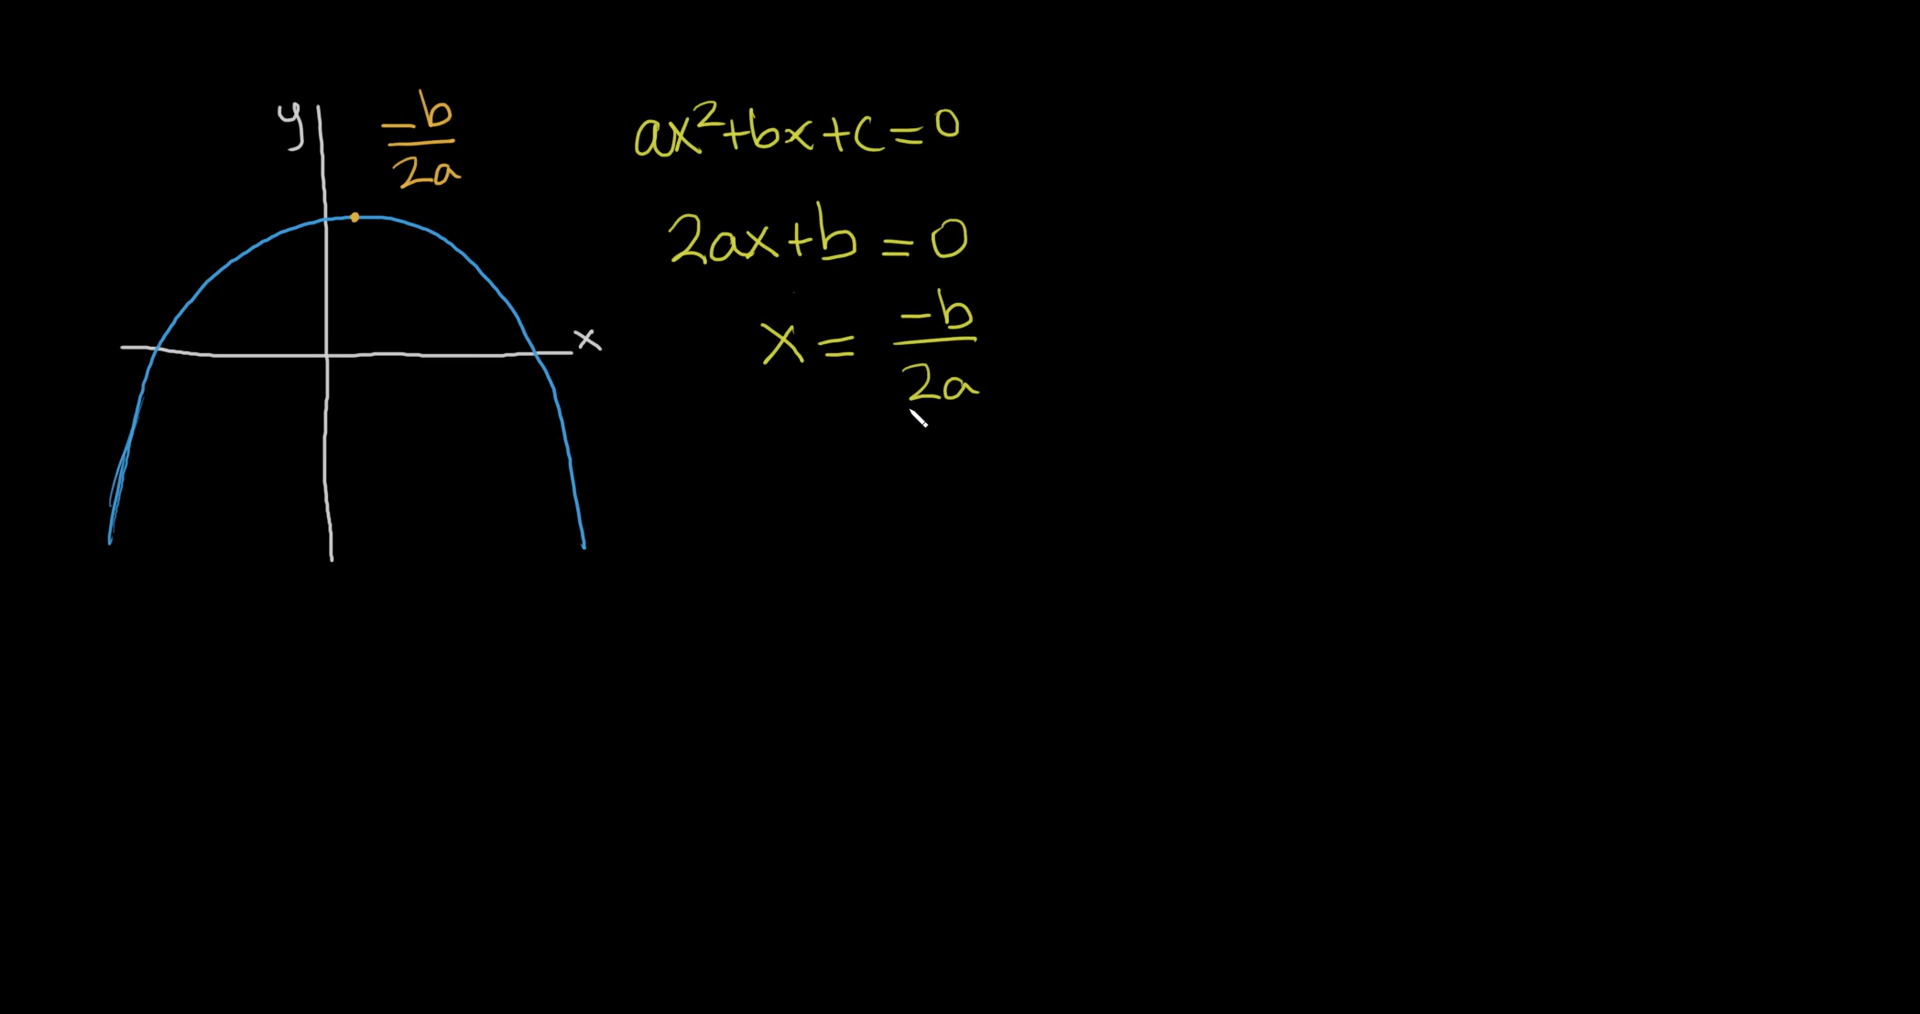 y
-b
2a
x
ax²+bx+c=0
2ax+b=0
x = -b/2a